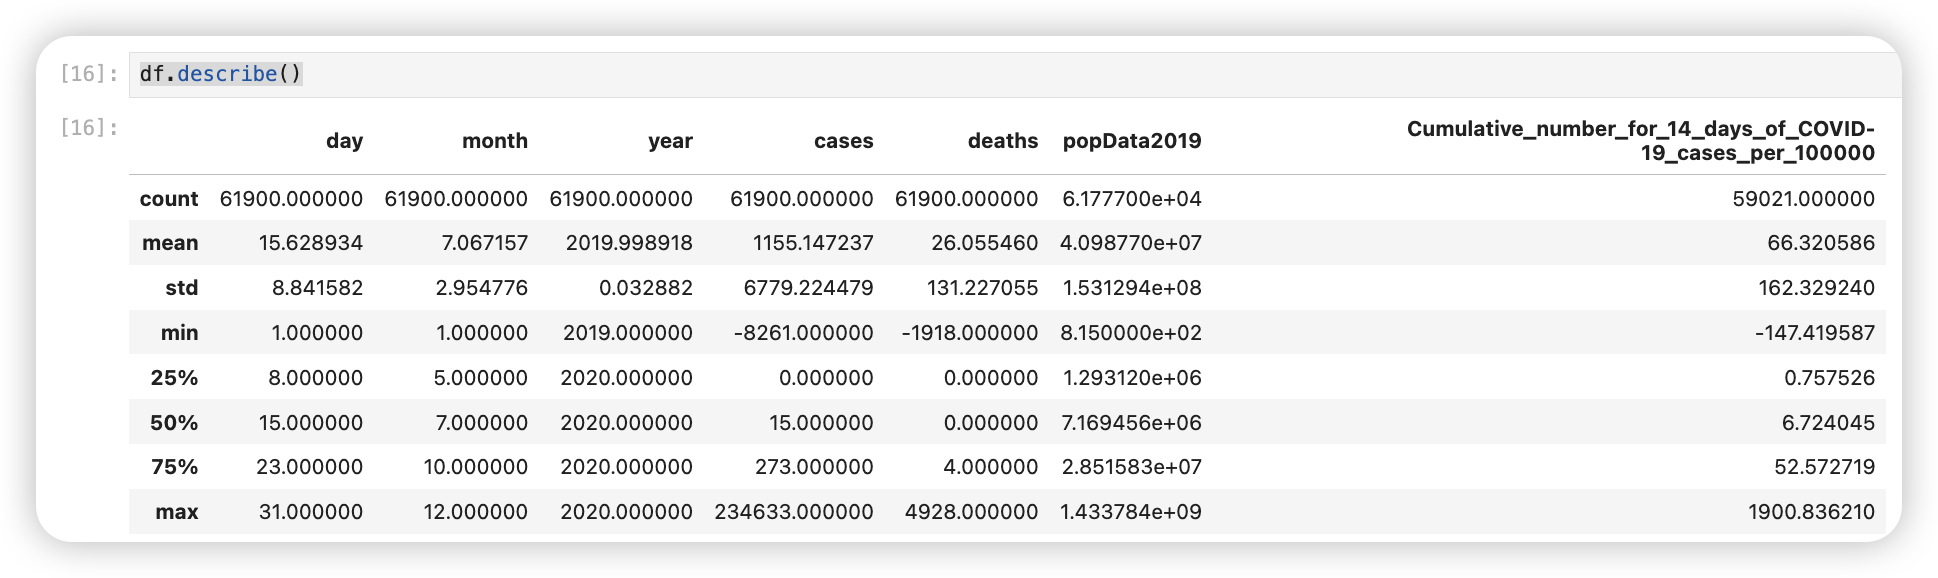 [16]: df.describe()
[16]:
day month year cases deaths popData2019 Cumulative_number_for_14_days_of_COVID-
19_cases_per_100000
count 61900.000000 61900.000000 61900.000000 61900.000000 61900.000000 6.177700e+04 59021.000000
mean 15.628934 7.067157 2019.998918 1155.147237 26.055460 4.098770e+07 66.320586
std 8.841582 2.954776 0.032882 6779.224479 131.227055 1.531294e+08 162.329240
min 1.000000 1.000000 2019.000000 -8261.000000 -1918.000000 8.150000e+02 -147.419587
25% 8.000000 5.000000 2020.000000 0.000000 0.000000 1.293120e+06 0.757526
50% 15.000000 7.000000 2020.000000 15.000000 0.000000 7.169456e+06 6.724045
75% 23.000000 10.000000 2020.000000 273.000000 4.000000 2.851583e+07 52.572719
max 31.000000 12.000000 2020.000000 234633.000000 4928.000000 1.433784e+09 1900.836210